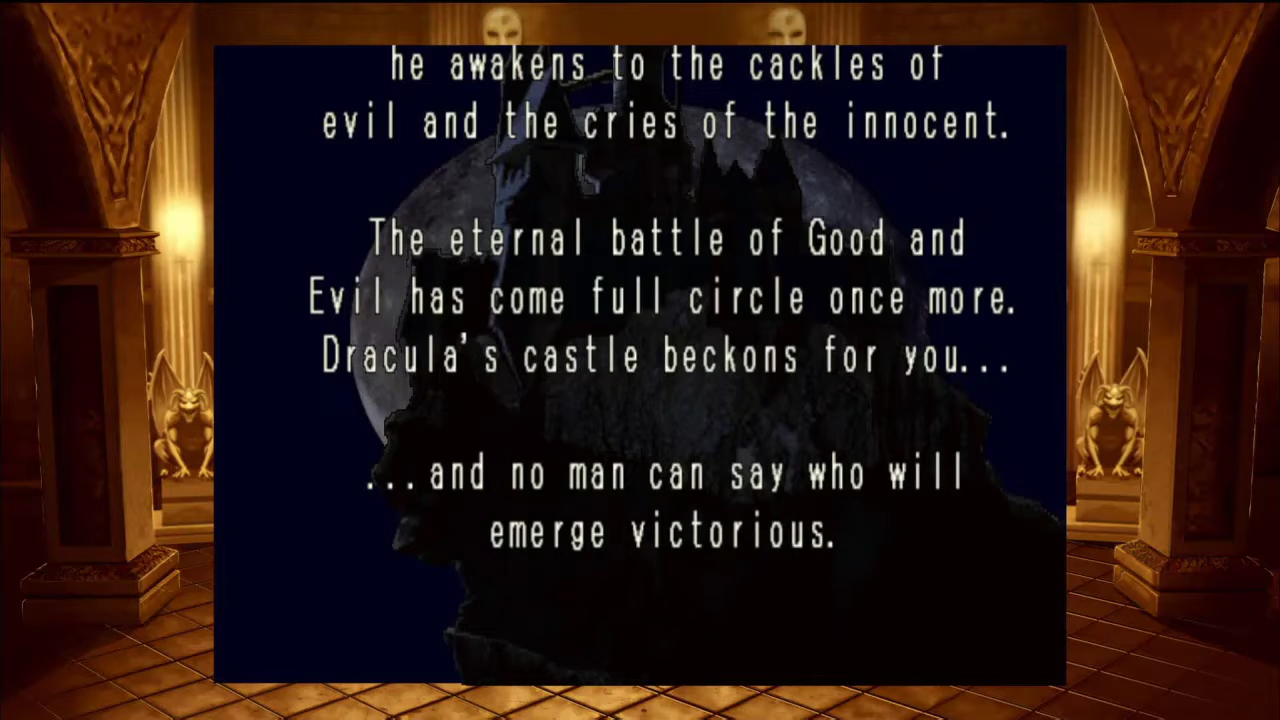 he awakens to the cackles of
evil and the cries of the innocent.
The eternal battle of Good and
Evil has come full circle once more.
Dracula's castle beckons for you...
...and no man can say who will
emerge victorious.